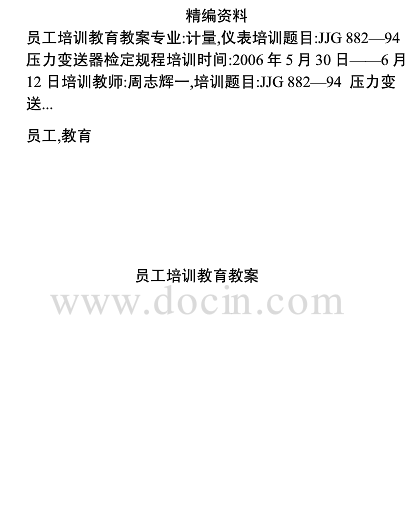 精编资料
员工培训教育教案专业:计量,仪表培训题目:JJG 882—94
压力变送器检定规程培训时间:2006 年 5 月 30 日——6 月
12 日培训教师:周志辉一,培训题目:JJG 882—94  压力变
送...
员工,教育
员工培训教育教案
www.docin.com